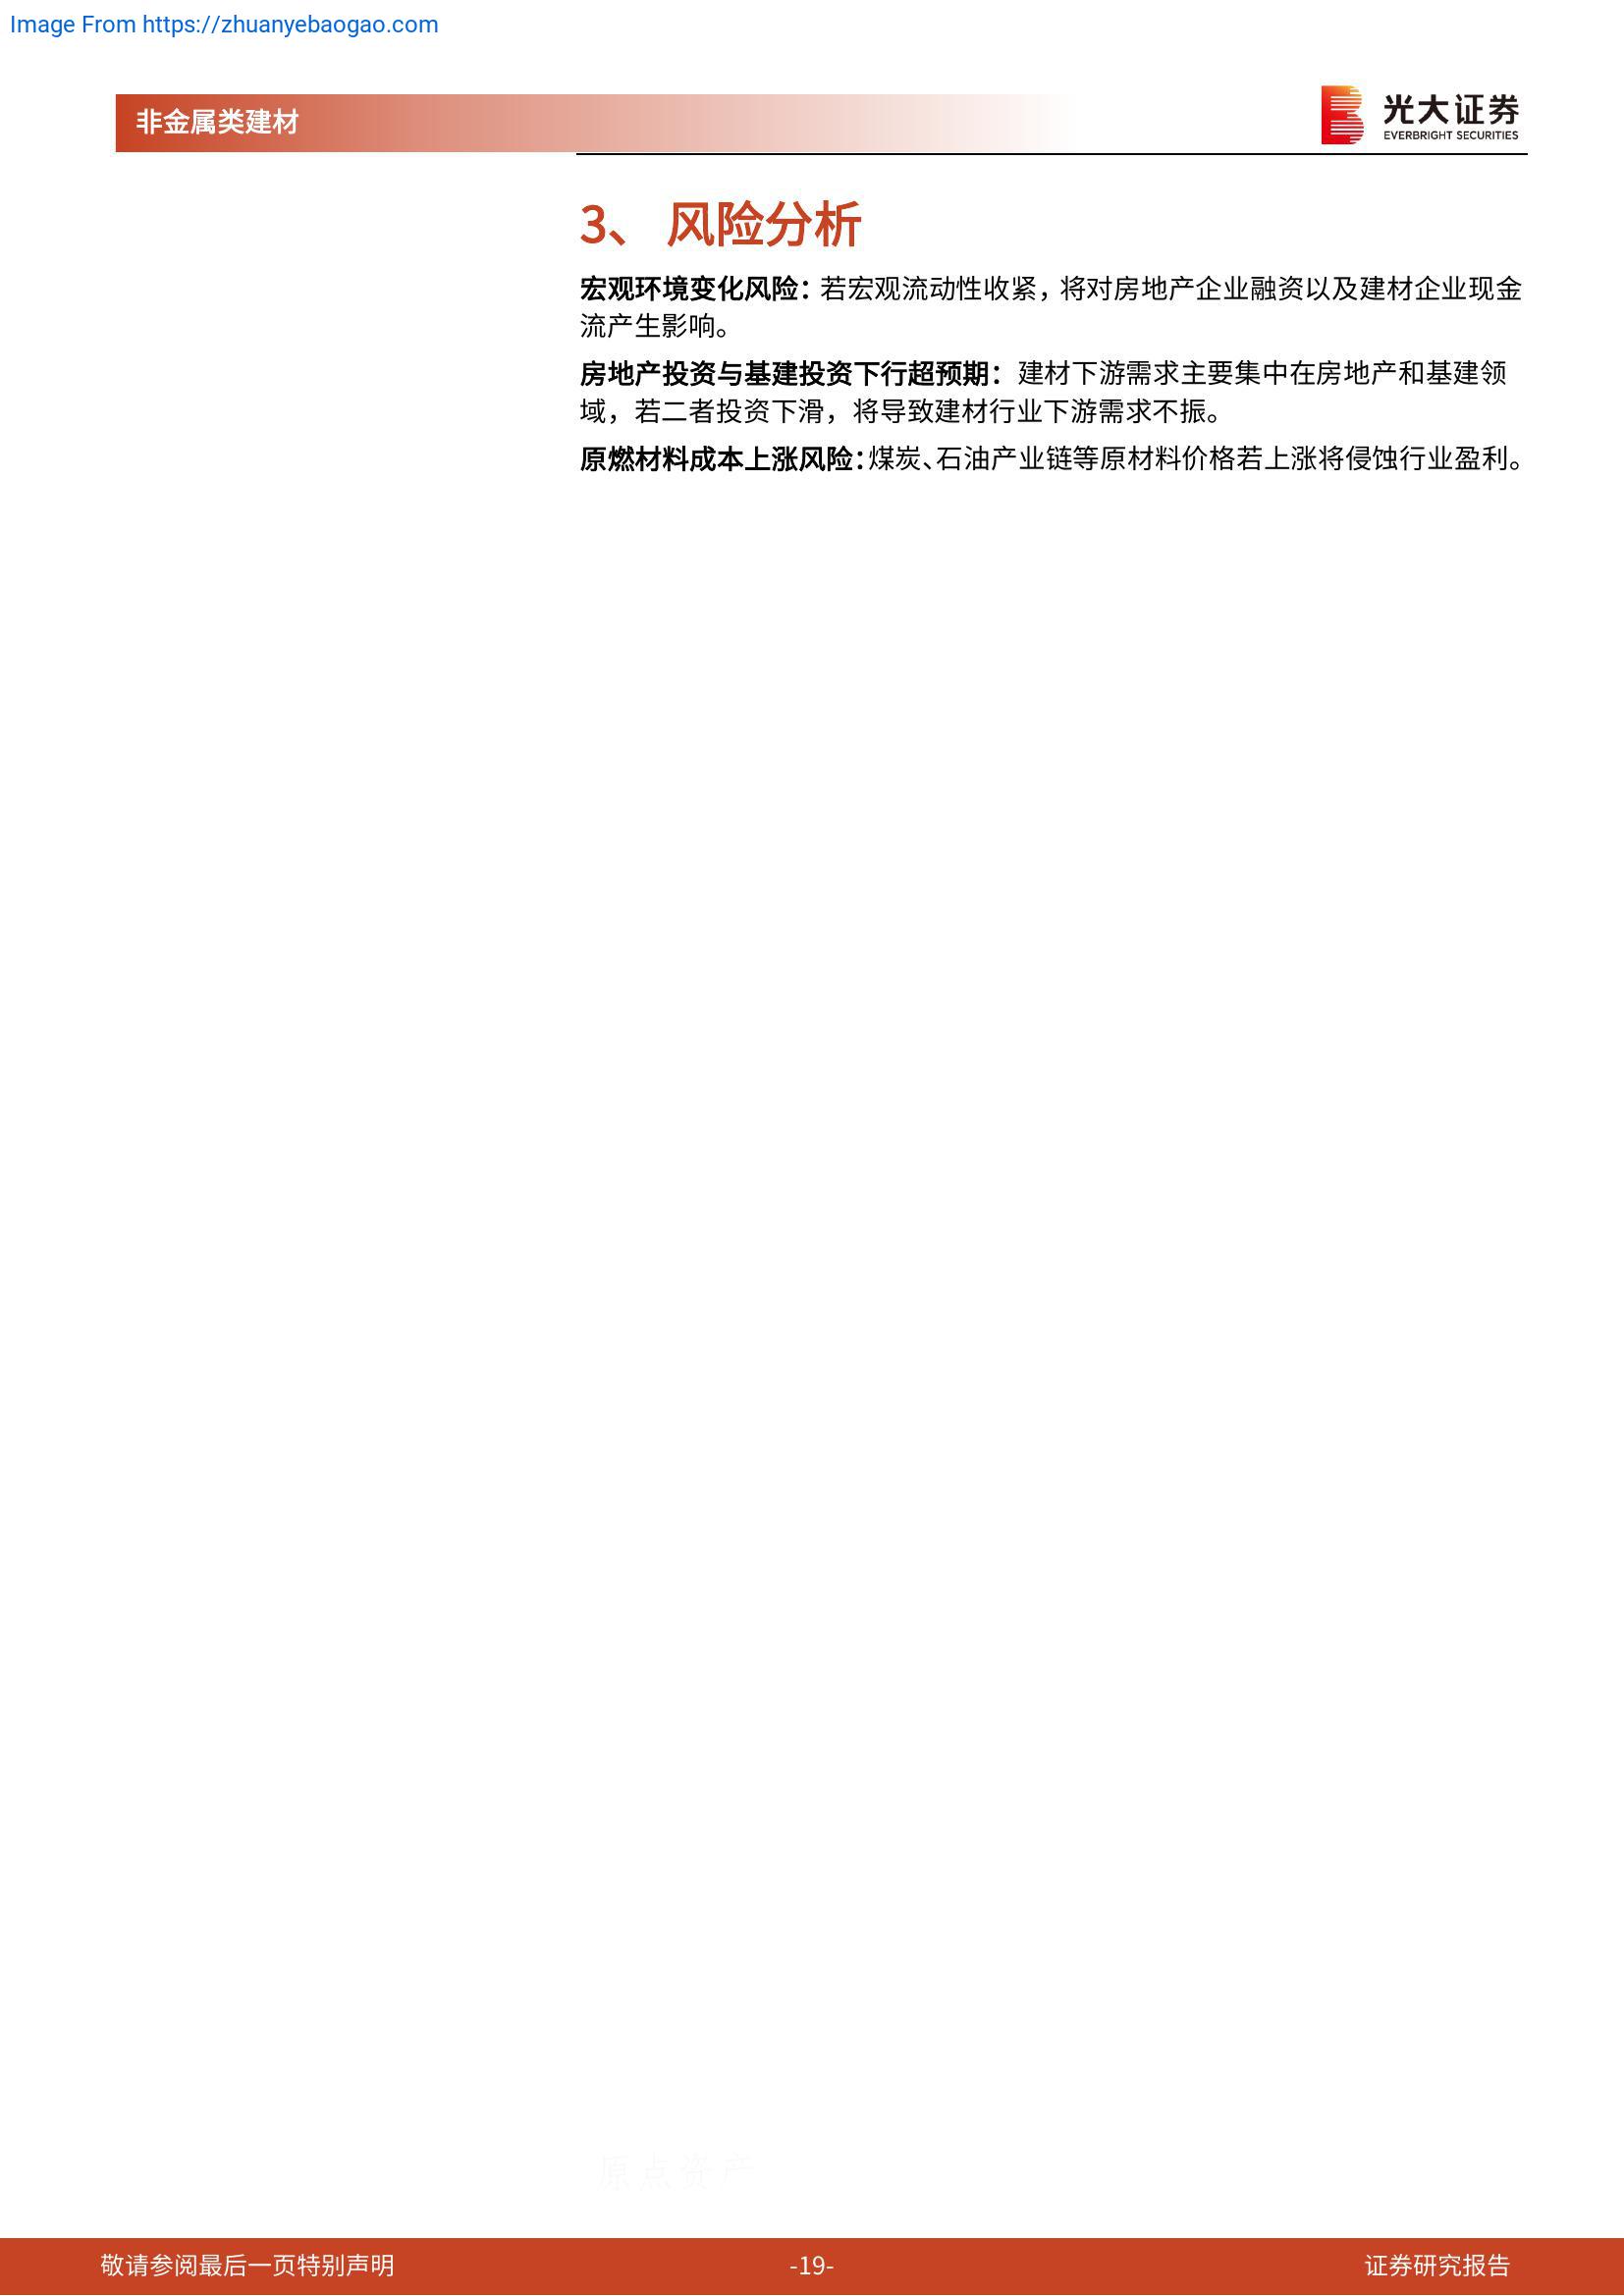 Image From https://zhuanyebaogao.com
非金属类建材
光大证券
EVERBRIGHT SECURITIES
3、 风险分析
宏观环境变化风险：若宏观流动性收紧，将对房地产企业融资以及建材企业现金
流产生影响。
房地产投资与基建投资下行超预期：建材下游需求主要集中在房地产和基建领
域，若二者投资下滑，将导致建材行业下游需求不振。
原燃材料成本上涨风险：煤炭、石油产业链等原材料价格若上涨将侵蚀行业盈利。
原点资产
敬请参阅最后一页特别声明
-19-
证券研究报告